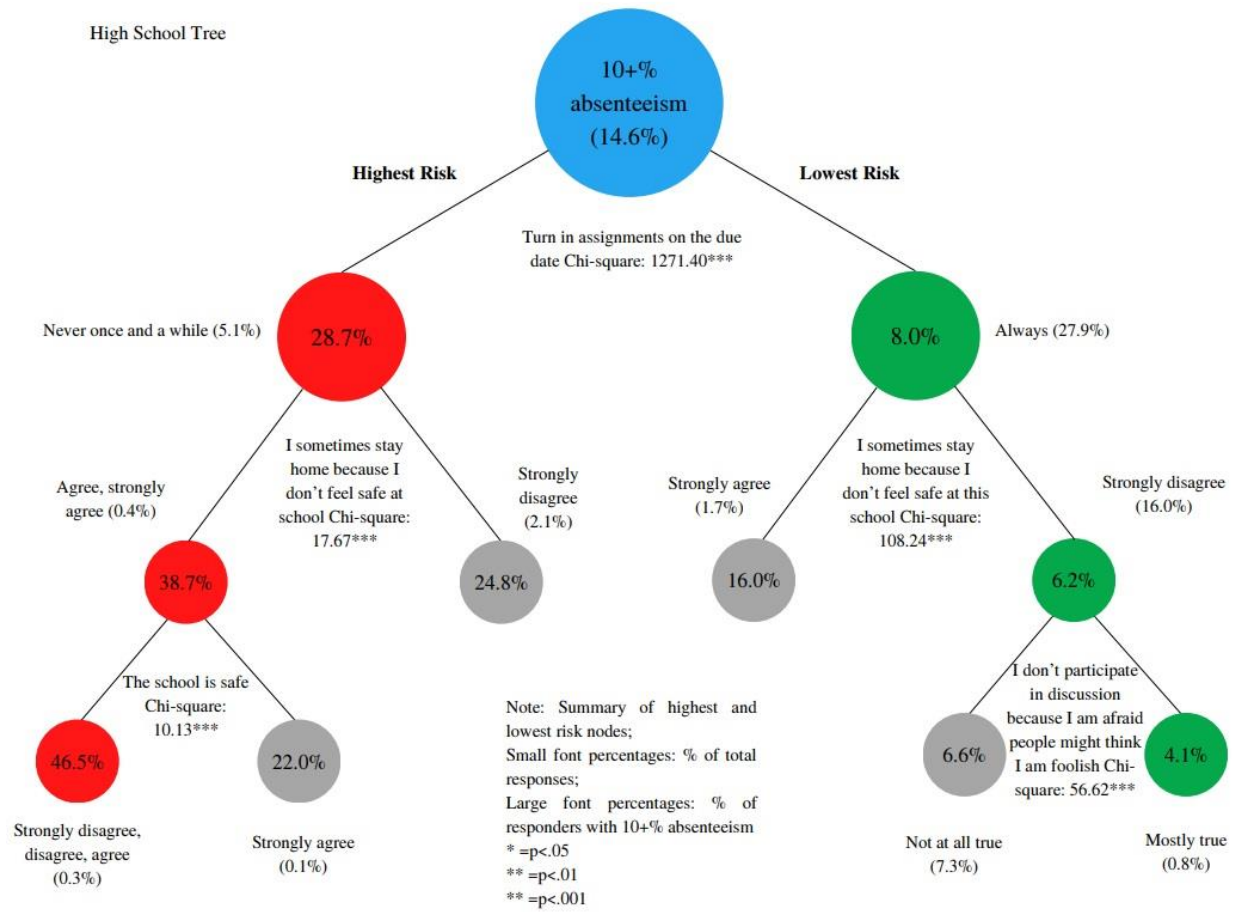 High School Tree
10+%
absenteeism
(14.6%)
Highest Risk
Lowest Risk
Turn in assignments on the due
date Chi-square: 1271.40***
Never once and a while (5.1%)
28.7%
8.0%
Always (27.9%)
I sometimes stay
home because I
don’t feel safe at
school Chi-square:
17.67***
I sometimes stay
home because I
don’t feel safe at this
school Chi-square:
108.24***
Agree, strongly
agree (0.4%)
Strongly
disagree
(2.1%)
Strongly agree
(1.7%)
Strongly disagree
(16.0%)
38.7%
24.8%
16.0%
6.2%
The school is safe
Chi-square:
10.13***
I don’t participate
in discussion
because I am afraid
people might think
I am foolish Chi-
square: 56.62***
46.5%
22.0%
6.6%
4.1%
Strongly disagree,
disagree, agree
(0.3%)
Strongly agree
(0.1%)
Not at all true
(7.3%)
Mostly true
(0.8%)
Note: Summary of highest and
lowest risk nodes;
Small font percentages: % of total
responses;
Large font percentages: % of
responders with 10+% absenteeism
* =p<.05
** =p<.01
** =p<.001